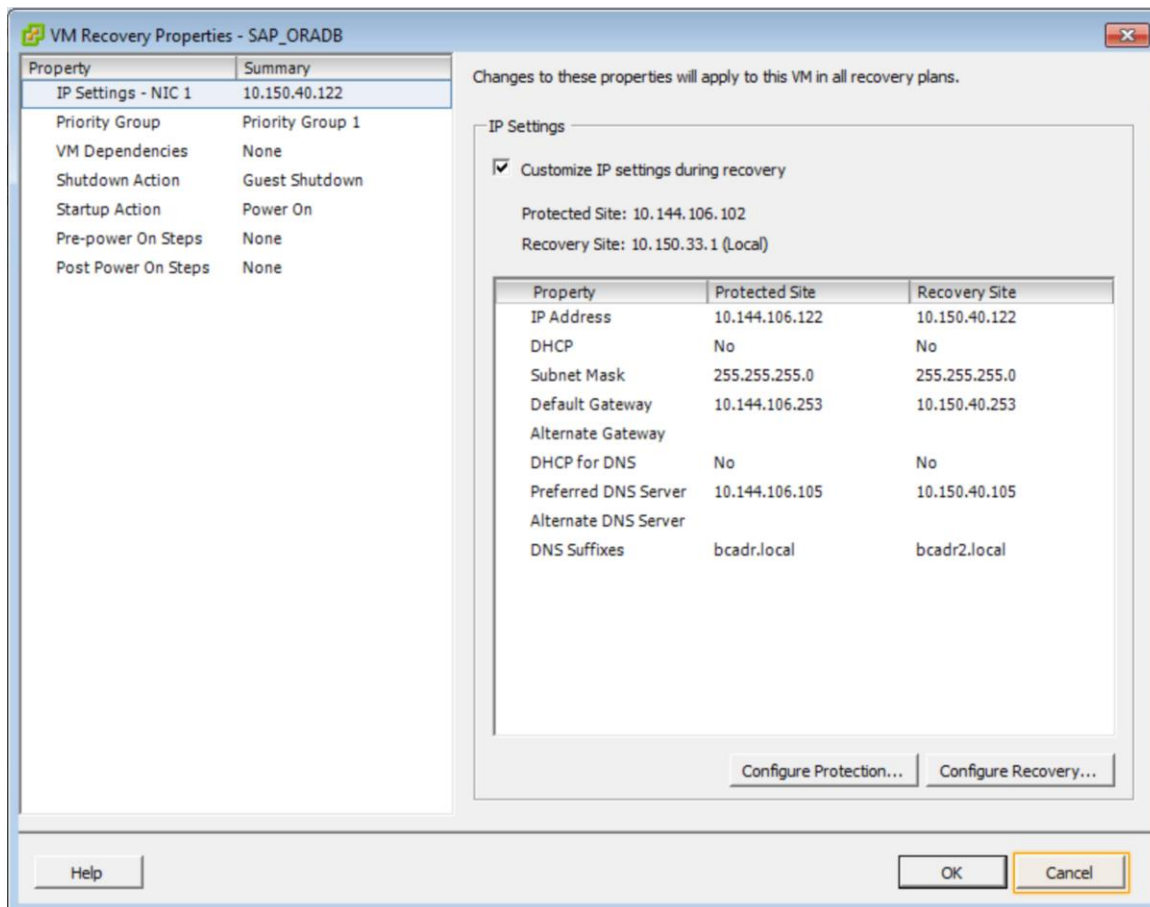 VM Recovery Properties - SAP_ORADB
Property Summary
IP Settings - NIC 1 10.150.40.122
Priority Group Priority Group 1
VM Dependencies None
Shutdown Action Guest Shutdown
Startup Action Power On
Pre-power On Steps None
Post Power On Steps None
Changes to these properties will apply to this VM in all recovery plans.
IP Settings
Customize IP settings during recovery
Protected Site: 10.144.106.102
Recovery Site: 10.150.33.1 (Local)
Property Protected Site Recovery Site
IP Address 10.144.106.122 10.150.40.122
DHCP No No
Subnet Mask 255.255.255.0 255.255.255.0
Default Gateway 10.144.106.253 10.150.40.253
Alternate Gateway
DHCP for DNS No No
Preferred DNS Server 10.144.106.105 10.150.40.105
Alternate DNS Server
DNS Suffixes bcadr.local bcadr2.local
Configure Protection... Configure Recovery...
Help OK Cancel